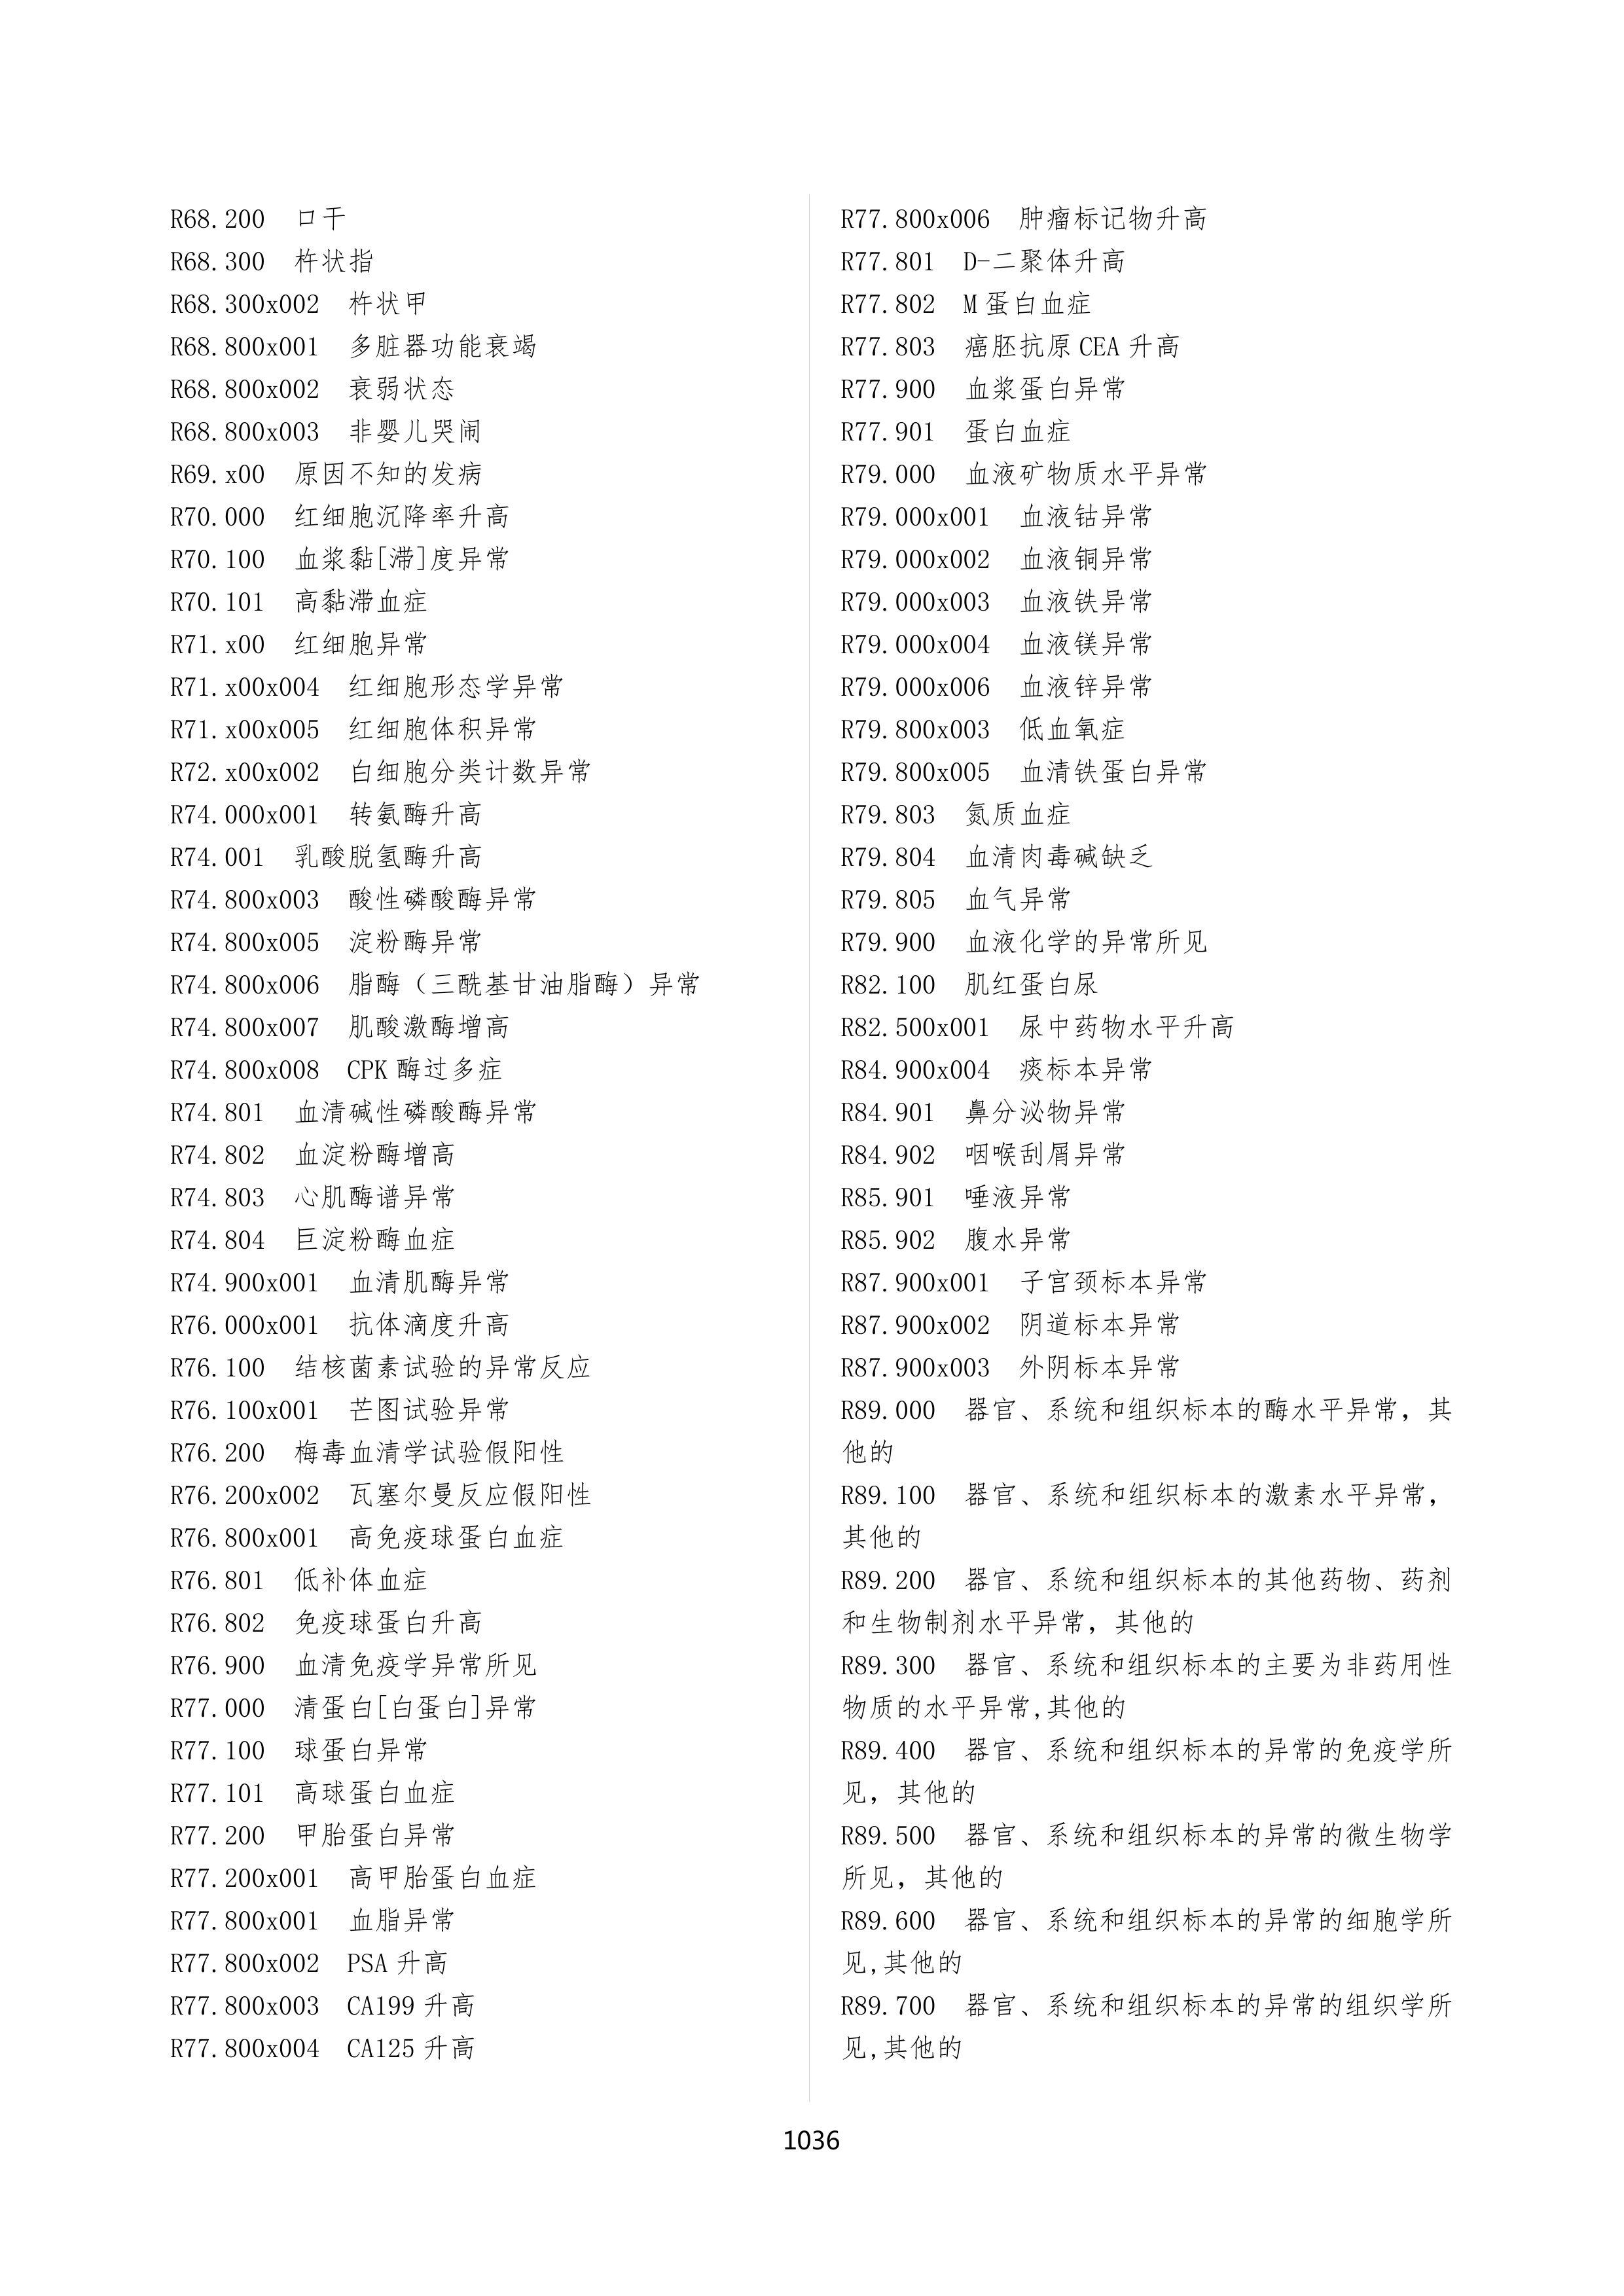 R68.200 口干
R68.300 杵状指
R68.300x002 杵状甲
R68.800x001 多脏器功能衰竭
R68.800x002 衰弱状态
R68.800x003 非婴儿哭闹
R69.x00 原因不知的发病
R70.000 红细胞沉降率升高
R70.100 血浆黏[滞]度异常
R70.101 高黏滞血症
R71.x00 红细胞异常
R71.x00x004 红细胞形态学异常
R71.x00x005 红细胞体积异常
R72.x00x002 白细胞分类计数异常
R74.000x001 转氨酶升高
R74.001 乳酸脱氢酶升高
R74.800x003 酸性磷酸酶异常
R74.800x005 淀粉酶异常
R74.800x006 脂酶（三酰基甘油脂酶）异常
R74.800x007 肌酸激酶增高
R74.800x008 CPK 酶过多症
R74.801 血清碱性磷酸酶异常
R74.802 血淀粉酶增高
R74.803 心肌酶谱异常
R74.804 巨淀粉酶血症
R74.900x001 血清肌酶异常
R76.000x001 抗体滴度升高
R76.100 结核菌素试验的异常反应
R76.100x001 芒图试验异常
R76.200 梅毒血清学试验假阳性
R76.200x002 瓦塞尔曼反应假阳性
R76.800x001 高免疫球蛋白血症
R76.801 低补体血症
R76.802 免疫球蛋白升高
R76.900 血清免疫学异常所见
R77.000 清蛋白[白蛋白]异常
R77.100 球蛋白异常
R77.101 高球蛋白血症
R77.200 甲胎蛋白异常
R77.200x001 高甲胎蛋白血症
R77.800x001 血脂异常
R77.800x002 PSA 升高
R77.800x003 CA199 升高
R77.800x004 CA125 升高
R77.800x006 肿瘤标记物升高
R77.801 D-二聚体升高
R77.802 M 蛋白血症
R77.803 癌胚抗原 CEA 升高
R77.900 血浆蛋白异常
R77.901 蛋白血症
R79.000 血液矿物质水平异常
R79.000x001 血液钴异常
R79.000x002 血液铜异常
R79.000x003 血液铁异常
R79.000x004 血液镁异常
R79.000x006 血液锌异常
R79.800x003 低血氧症
R79.800x005 血清铁蛋白异常
R79.803 氮质血症
R79.804 血清肉毒碱缺乏
R79.805 血气异常
R79.900 血液化学的异常所见
R82.100 肌红蛋白尿
R82.500x001 尿中药物水平升高
R84.900x004 痰标本异常
R84.901 鼻分泌物异常
R84.902 咽喉刮屑异常
R85.901 唾液异常
R85.902 腹水异常
R87.900x001 子宫颈标本异常
R87.900x002 阴道标本异常
R87.900x003 外阴标本异常
R89.000 器官、系统和组织标本的酶水平异常，其
他的
R89.100 器官、系统和组织标本的激素水平异常，
其他的
R89.200 器官、系统和组织标本的其他药物、药剂
和生物制剂水平异常，其他的
R89.300 器官、系统和组织标本的主要为非药用性
物质的水平异常,其他的
R89.400 器官、系统和组织标本的异常的免疫学所
见，其他的
R89.500 器官、系统和组织标本的异常的微生物学
所见，其他的
R89.600 器官、系统和组织标本的异常的细胞学所
见,其他的
R89.700 器官、系统和组织标本的异常的组织学所
见,其他的
1036